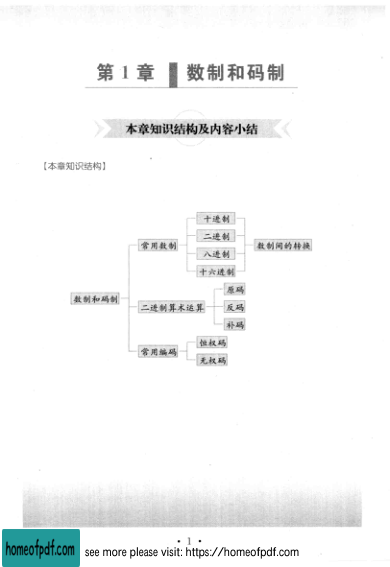 第 1 章 数制和码制
本章知识结构及内容小结
【本章知识结构】
十进制
二进制
常用数制 数制间的转换
八进制
十六进制
原码
数制和码制
二进制算术运算 反码
补码
恒权码
常用编码
无权码
· 1 ·
homeofpdf.com see more please visit: https://homeofpdf.com